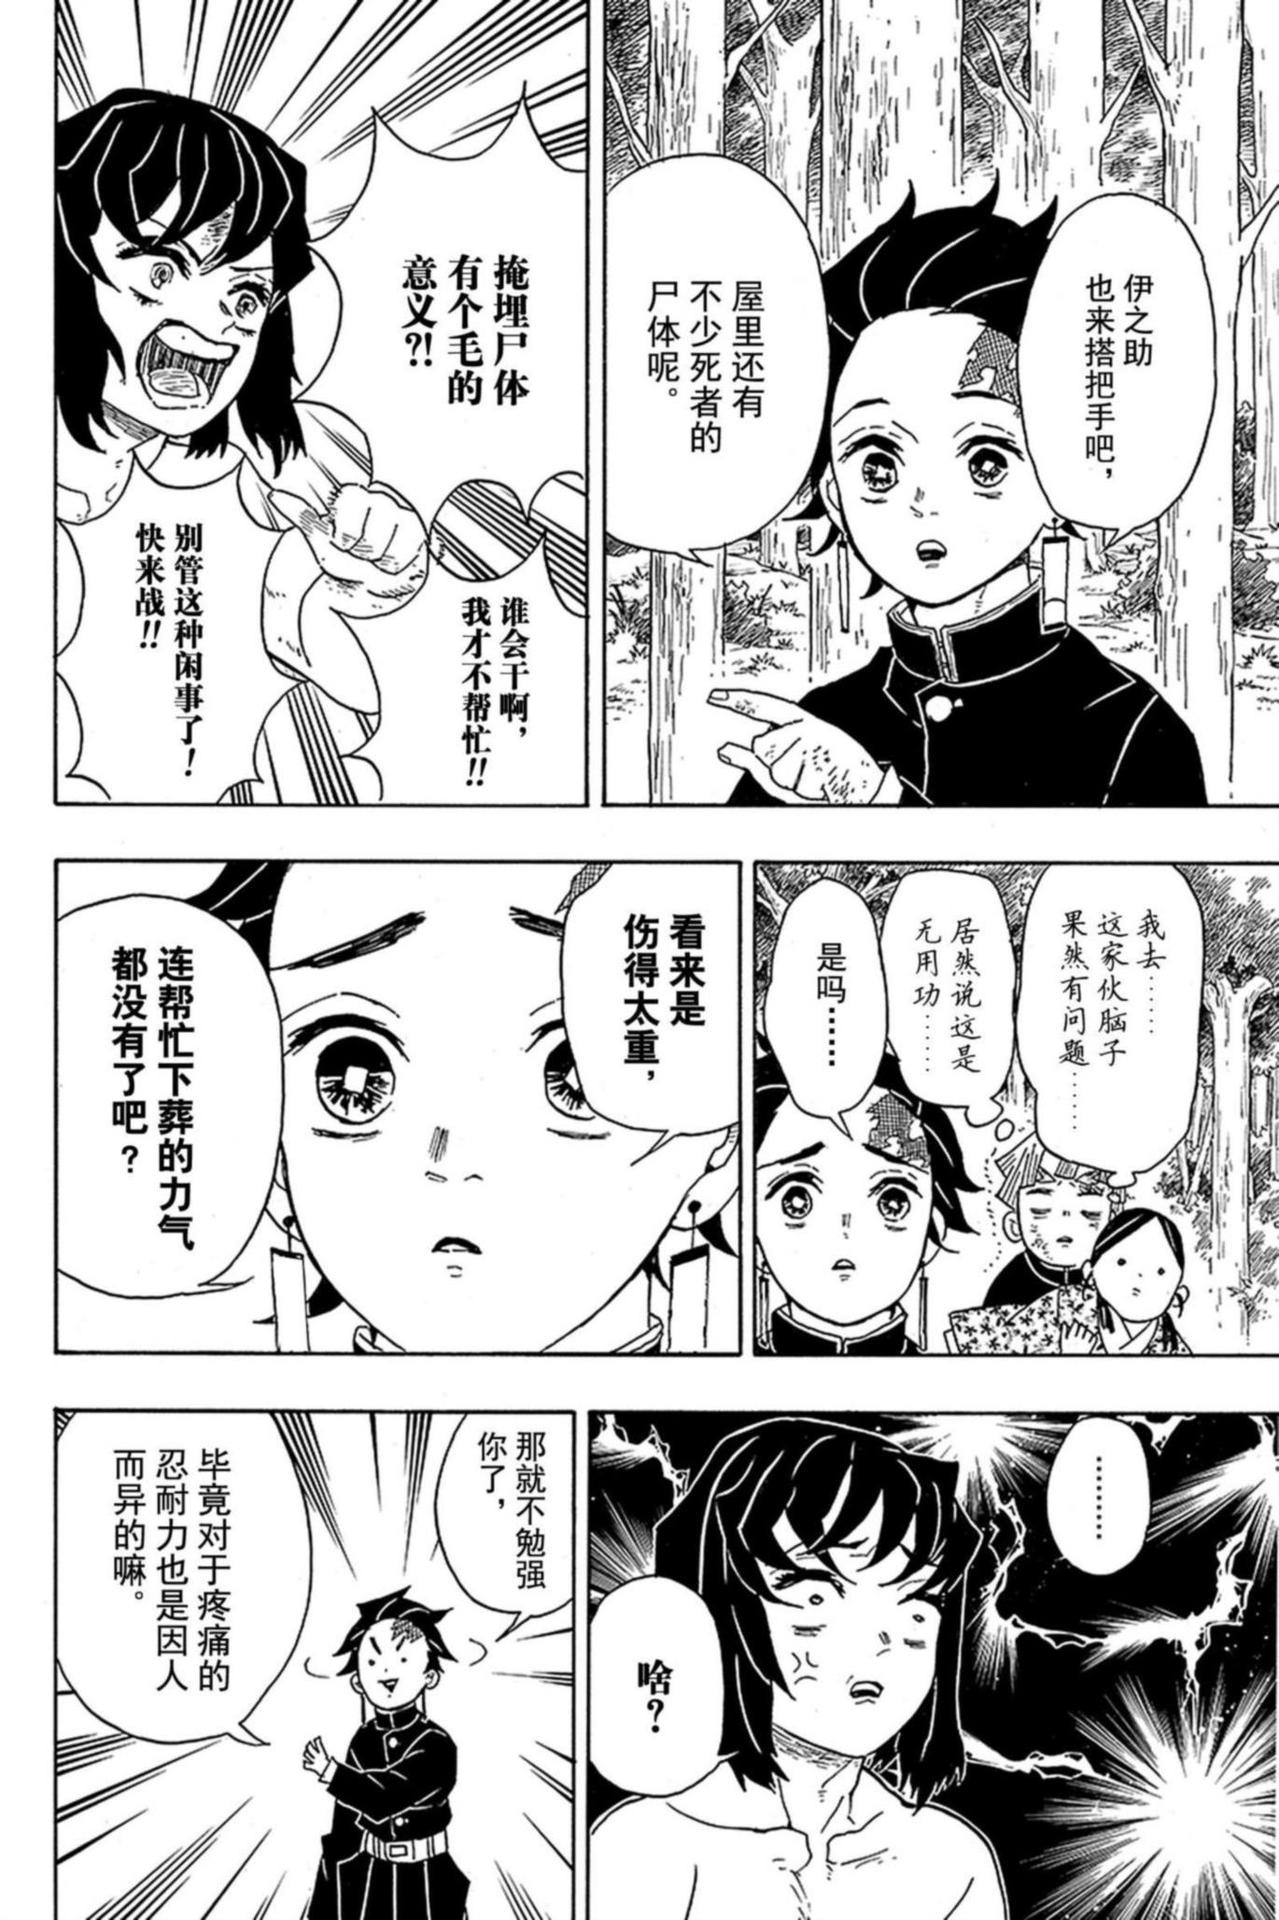 伊之助
也来搭把手吧，
屋里还有
不少死者的
尸体呢。
掩埋尸体
有个毛的
意义?!
谁会干啊，
我才不帮忙!!
别管这种闲事了！
快来战!!
我去……
这家伙脑子
果然有问题……
居然说这是
无用功……
是吗……
看来是
伤得太重，
连帮忙下葬的力气
都没有了吧？
………
啥？
那就不勉强
你了，
毕竟对于疼痛的
忍耐力也是因人
而异的嘛。